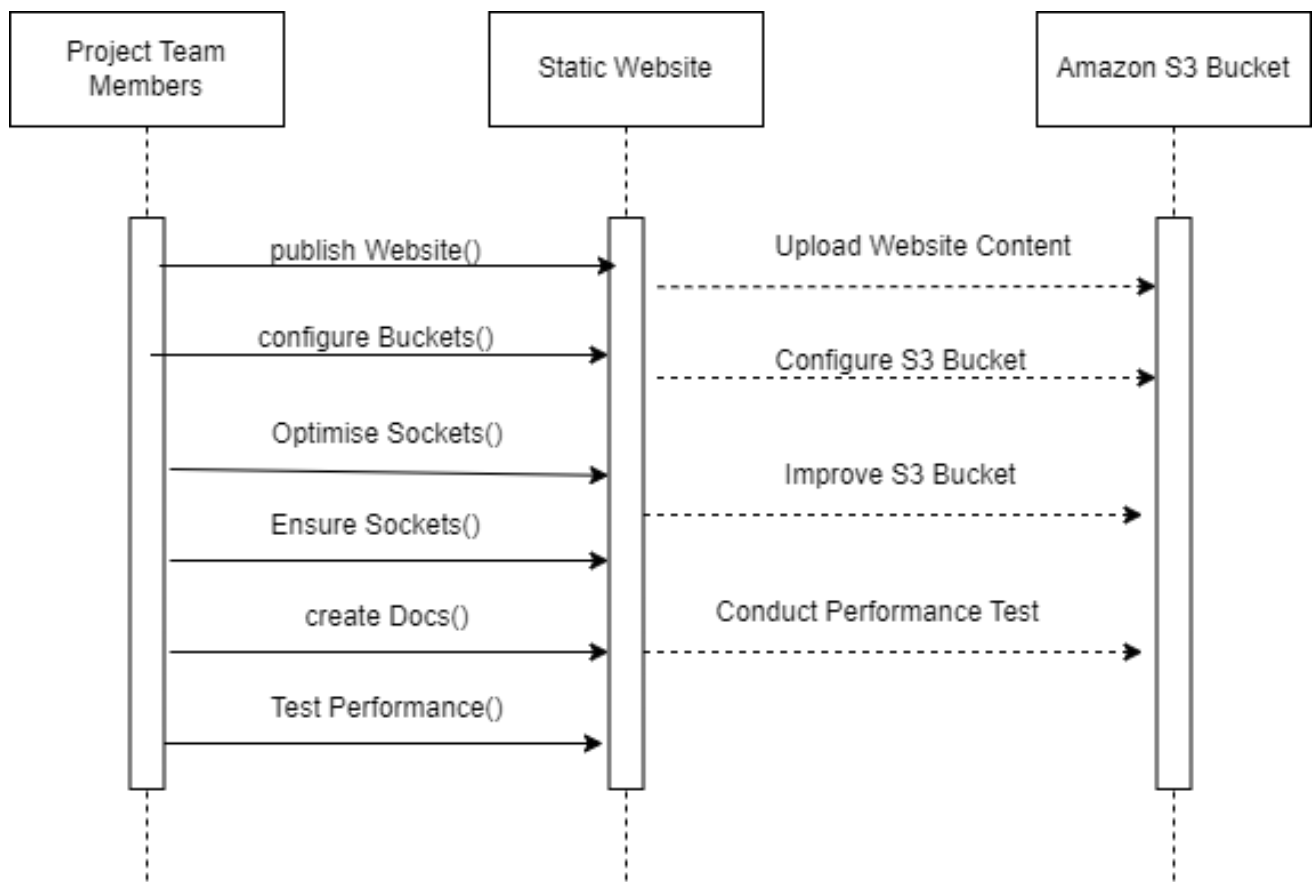 Project Team
Members
Static Website
Amazon S3 Bucket
publish Website()
Upload Website Content
configure Buckets()
Configure S3 Bucket
Optimise Sockets()
Improve S3 Bucket
Ensure Sockets()
create Docs()
Conduct Performance Test
Test Performance()